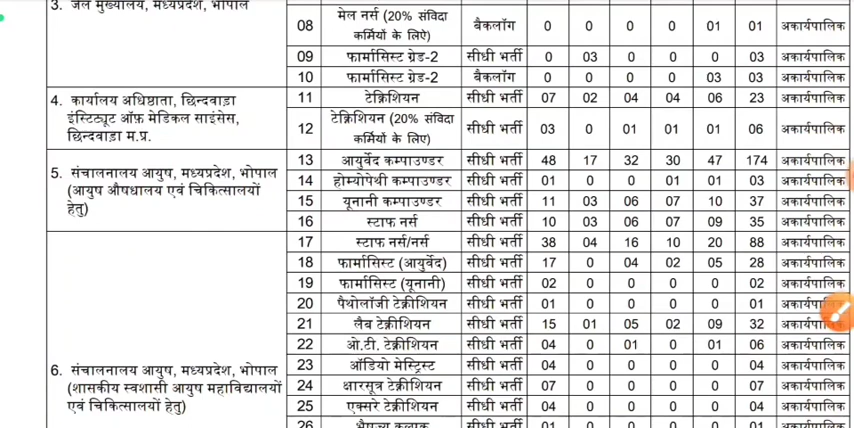 3. जेल मुख्यालय, मध्यप्रदेश, भोपाल
08 मेल नर्स (20% संविदा कर्मियों के लिऐ) बैकलॉग 0 0 0 0 01 01 अकार्यपालिक
09 फार्मासिस्ट ग्रेड-2 सीधी भर्ती 0 03 0 0 0 03 अकार्यपालिक
10 फार्मासिस्ट ग्रेड-2 बैकलॉग 0 0 0 0 03 03 अकार्यपालिक
4. कार्यालय अधिष्ठाता, छिन्दवाड़ा
इंस्टिट्यूट ऑफ़ मेडिकल साइंसेस,
छिन्दवाड़ा म.प्र.
11 टेक्निशियन सीधी भर्ती 07 02 04 04 06 23 अकार्यपालिक
12 टेक्निशियन (20% संविदा कर्मियों के लिए) सीधी भर्ती 03 0 01 01 01 06 अकार्यपालिक
5. संचालनालय आयुष, मध्यप्रदेश, भोपाल
(आयुष औषधालय एवं चिकित्सालयों
हेतु)
13 आयुर्वेद कम्पाउण्डर सीधी भर्ती 48 17 32 30 47 174 अकार्यपालिक
14 होम्योपेथी कम्पाउण्डर सीधी भर्ती 01 0 0 01 01 03 अकार्यपालिक
15 यूनानी कम्पाउण्डर सीधी भर्ती 11 03 06 07 10 37 अकार्यपालिक
16 स्टाफ नर्स सीधी भर्ती 10 03 06 07 09 35 अकार्यपालिक
6. संचालनालय आयुष, मध्यप्रदेश, भोपाल
(शासकीय स्वशासी आयुष महाविद्यालयों
एवं चिकित्सालयों हेतु)
17 स्टाफ नर्स/नर्स सीधी भर्ती 38 04 16 10 20 88 अकार्यपालिक
18 फार्मासिस्ट (आयुर्वेद) सीधी भर्ती 17 0 04 02 05 28 अकार्यपालिक
19 फार्मासिस्ट (यूनानी) सीधी भर्ती 02 0 0 0 0 02 अकार्यपालिक
20 पैथोलॉजी टेक्नीशियन सीधी भर्ती 01 0 0 0 0 01
21 लैब टेक्नीशियन सीधी भर्ती 15 01 05 02 09 32
22 ओ.टी. टेक्नीशियन सीधी भर्ती 04 0 01 0 01 06 अकार्यपालिक
23 ऑडियो मेस्ट्रिस्ट सीधी भर्ती 04 0 0 0 0 04 अकार्यपालिक
24 क्षारसूत्र टेक्नीशियन सीधी भर्ती 07 0 0 0 0 07 अकार्यपालिक
25 एक्सरे टेक्नीशियन सीधी भर्ती 04 0 0 0 0 04 अकार्यपालिक
26 सीधी भर्ती 01 0 0 0 0 01 अकार्यपालिक